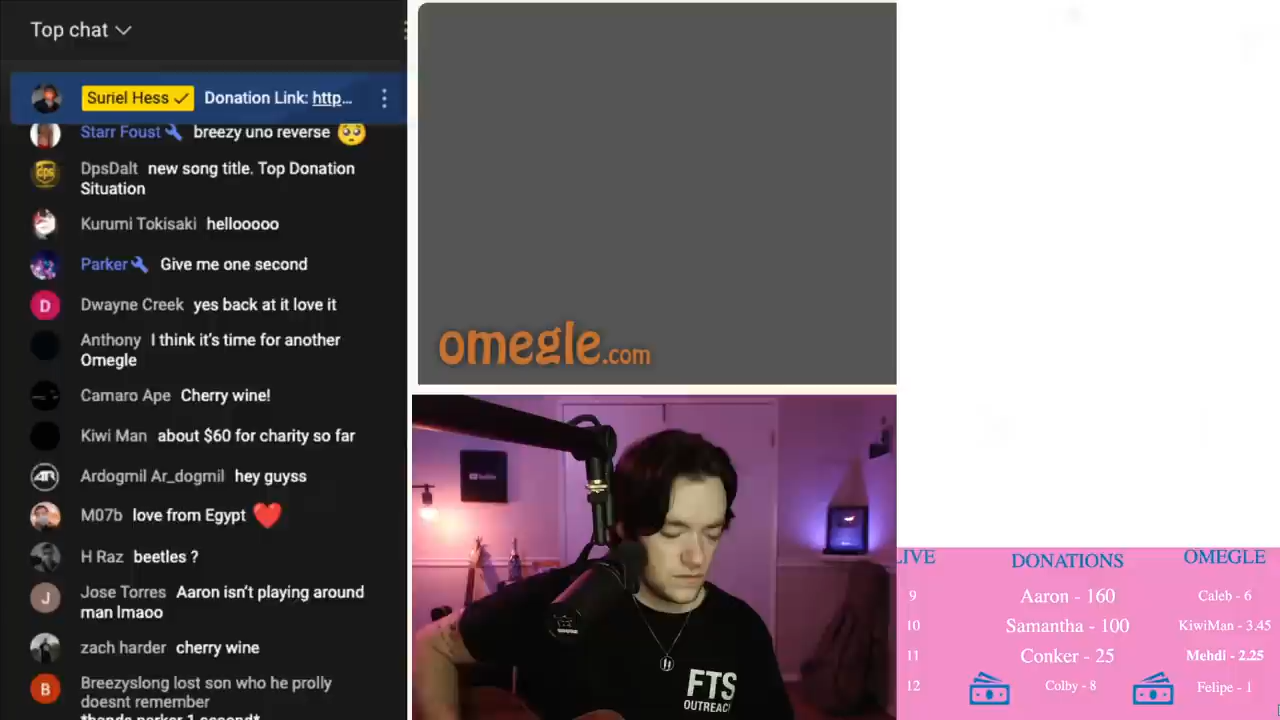 Top chat
Suriel Hess Donation Link: http...
Starr Foust breezy uno reverse 🥺
DpsDalt new song title. Top Donation
Situation
Kurumi Tokisaki hellooooo
Parker Give me one second
Dwayne Creek yes back at it love it
Anthony I think it's time for another
Omegle
Camaro Ape Cherry wine!
Kiwi Man about $60 for charity so far
Ardogmil Ar_dogmil hey guyss
M07b love from Egypt ❤️
H Raz beetles ?
Jose Torres Aaron isn't playing around
man lmaoo
zach harder cherry wine
Breezyslong lost son who he prolly
doesnt remember
*hands parker 1 second*
omegle.com
FTS
OUTREACH
LIVE DONATIONS OMEGLE
9 Aaron - 160 Caleb - 6
10 Samantha - 100 KiwiMan - 3.45
11 Conker - 25 Mehdi - 2.25
12 Colby - 8 Felipe - 1